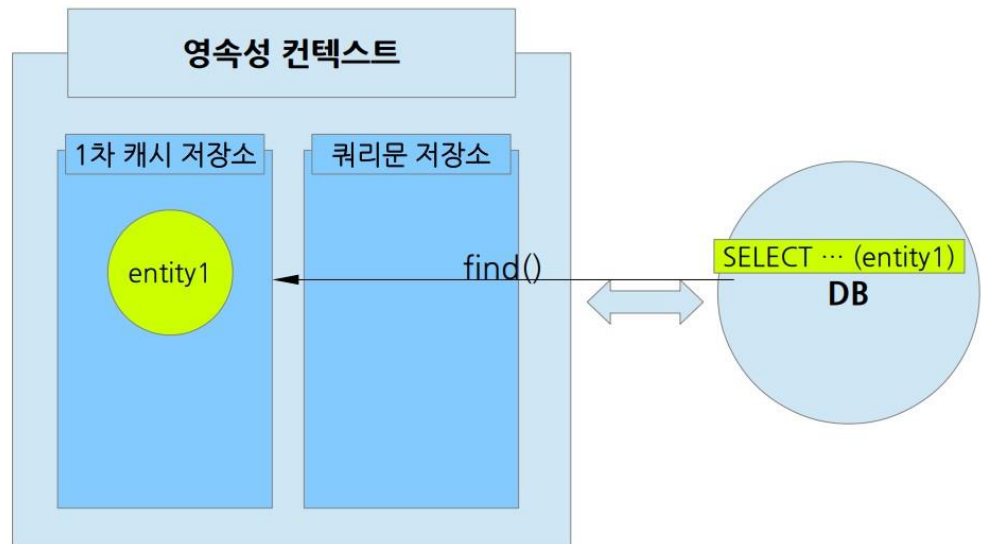 영속성 컨텍스트
1차 캐시 저장소
쿼리문 저장소
entity1
find()
SELECT ⋯ (entity1)
DB